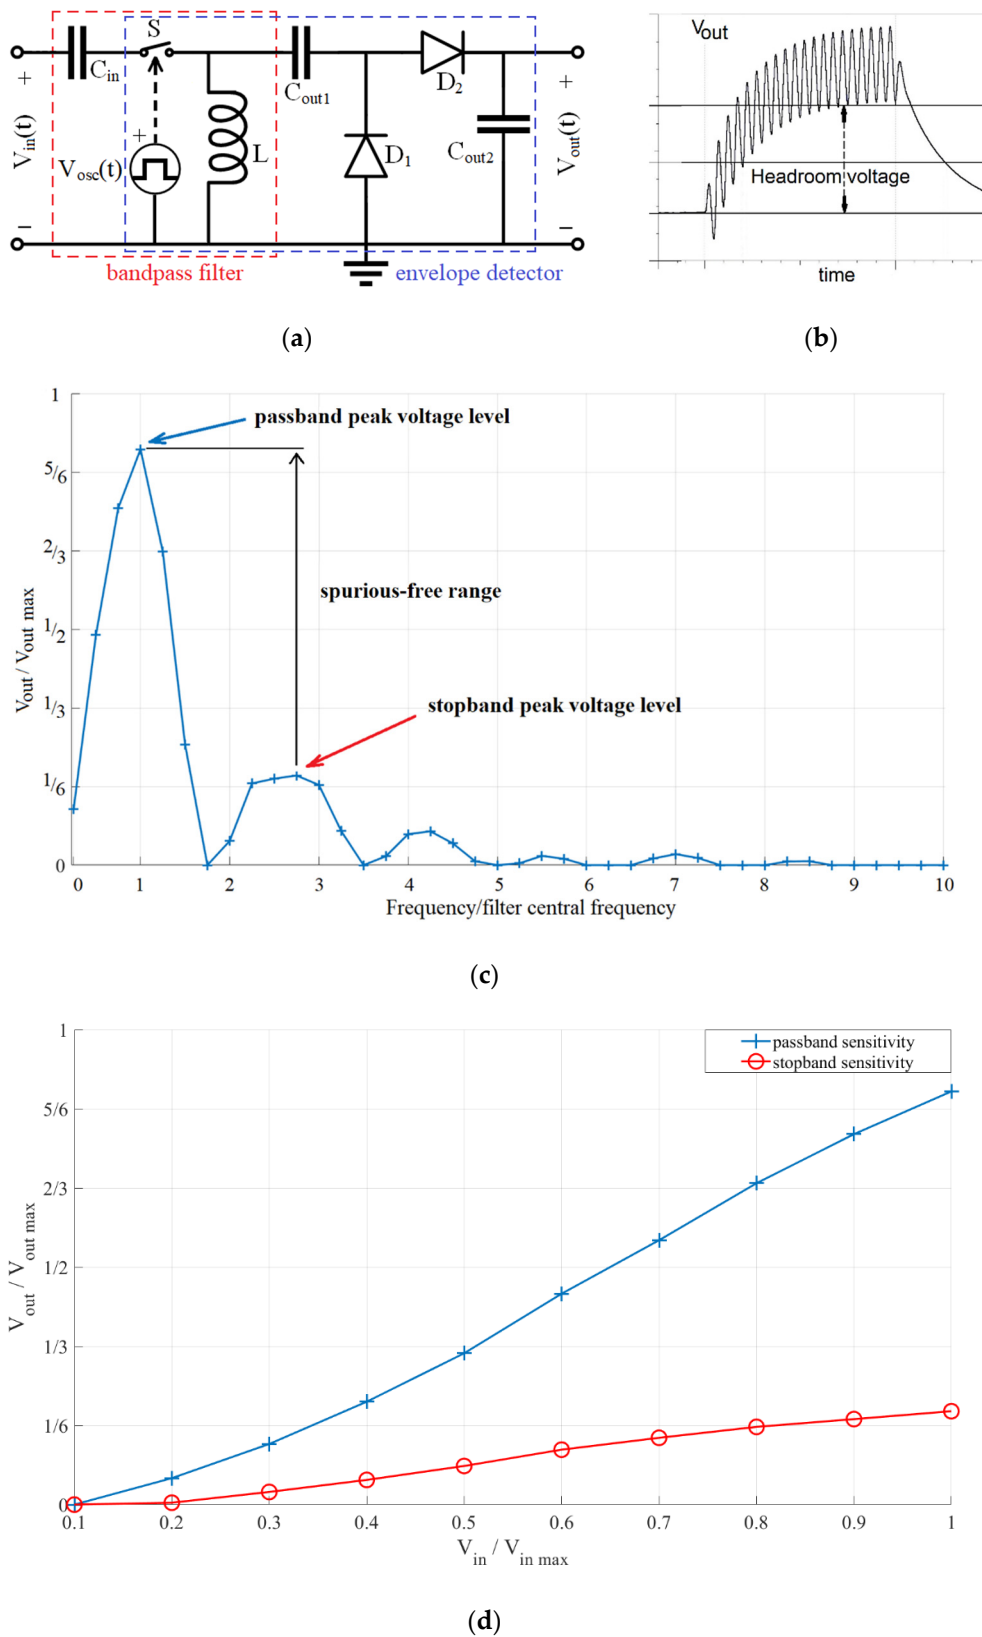 S
+
C_in
C_out1
D_2
+
V_in(t)
+
V_osc(t)
L
D_1
C_out2
V_out(t)
−
−
bandpass filter
envelope detector
(a)
V_out
Headroom voltage
time
(b)
1
5/6
2/3
1/2
1/3
1/6
0
V_out / V_out max
passband peak voltage level
spurious-free range
stopband peak voltage level
0 1 2 3 4 5 6 7 8 9 10
Frequency/filter central frequency
(c)
1
5/6
2/3
1/2
1/3
1/6
0
V_out / V_out max
passband sensitivity
stopband sensitivity
0.1 0.2 0.3 0.4 0.5 0.6 0.7 0.8 0.9 1
V_in / V_in max
(d)